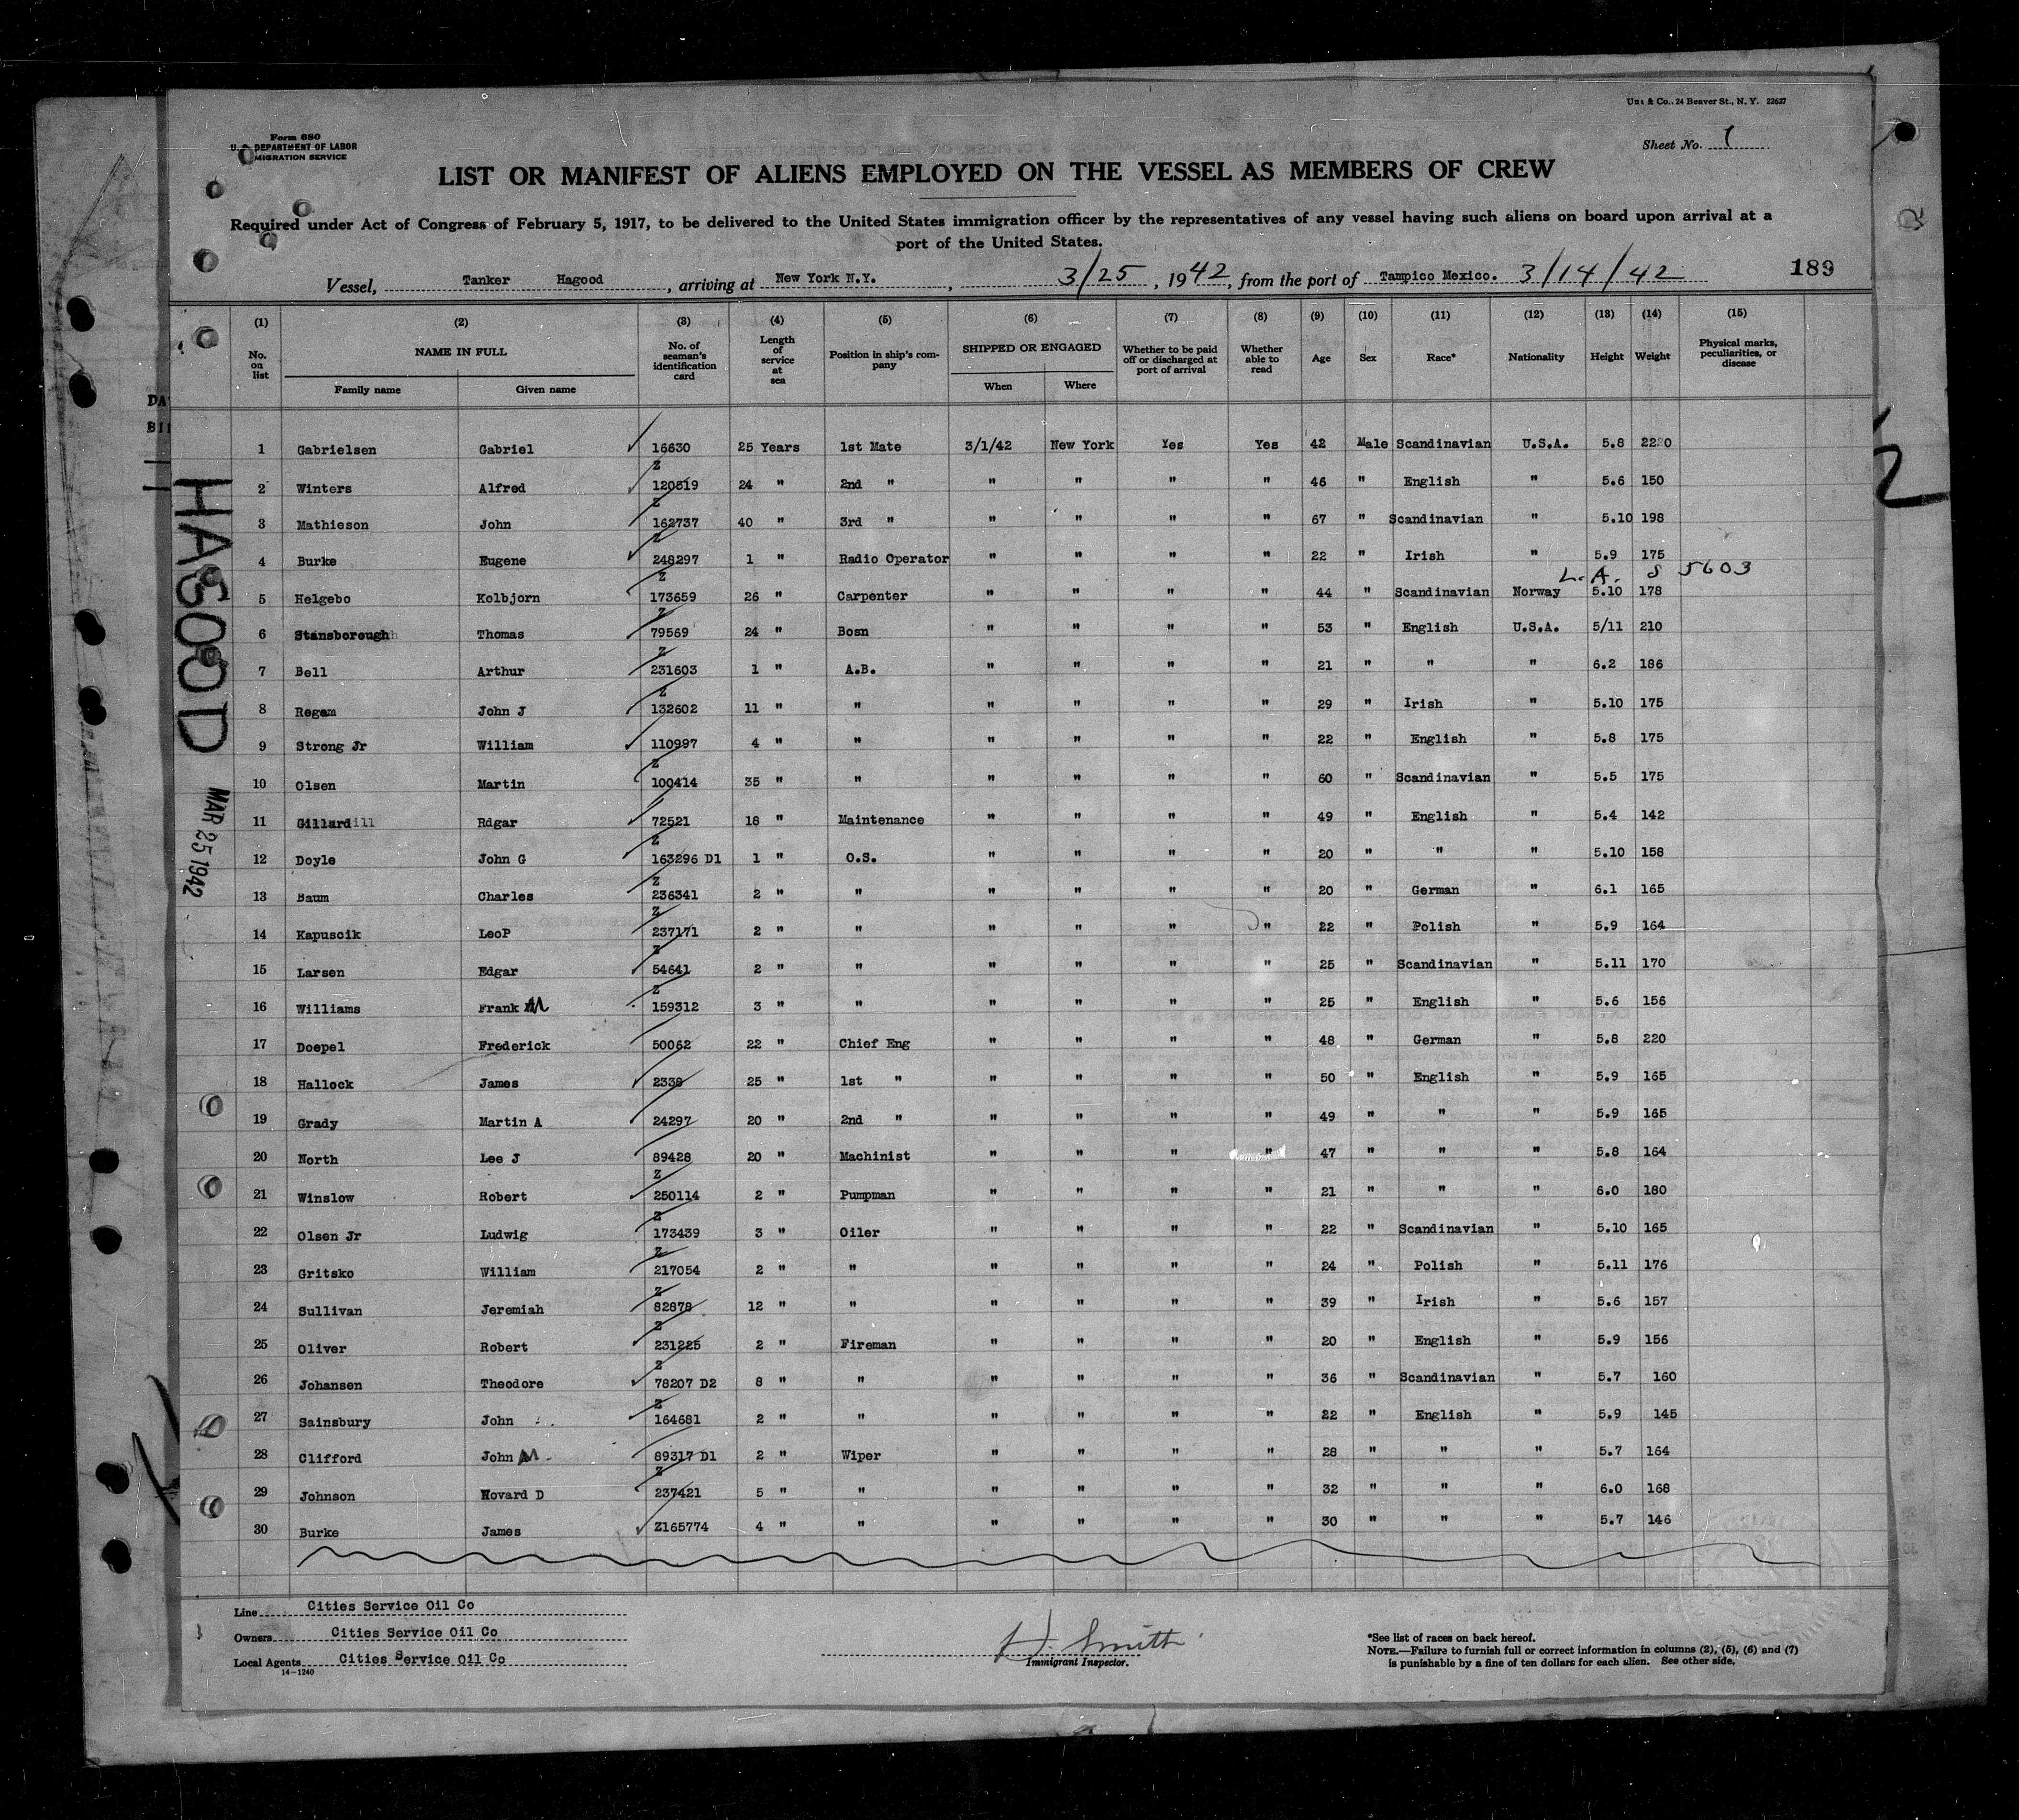 Co., 24 Beaver St., N. Y. 22627
Form 680
DEPARTMENT OF LABOR
MIGRATION SERVICE
Sheet No. 1
LIST OR MANIFEST OF ALIENS EMPLOYED ON THE VESSEL AS MEMBERS OF CREW
Required under Act of Congress of February 5, 1917, to be delivered to the United States immigration officer by the representatives of any vessel having such aliens on board upon arrival at a
port of the United States.
Vessel, Tanker Hagood, arriving at New York N.Y., 3/25, 1942, from the port of Tampico Mexico. 3/14/42 189
(1) (2) (3) (4) (5) (6) (7) (8) (9) (10) (11) (12) (13) (14) (15)
No. on list NAME IN FULL Family name Given name No. of seaman's identification card Length of service at sea Position in ship's company SHIPPED OR ENGAGED When Where Whether to be paid off or discharged at port of arrival Whether able to read Age Sex Race* Nationality Height Weight Physical marks, peculiarities, or disease
1 Gabrielsen Gabriel 16630 25 Years 1st Mate 3/1/42 New York Yes Yes 42 Male Scandinavian U.S.A. 5.8 2220
2 Winters Alfred Z 120519 24 " 2nd " " " " " 46 " English " 5.6 150
3 Mathieson John Z 162737 40 " 3rd " " " " " 67 " Scandinavian " 5.10 198
4 Burke Eugene Z 248297 1 " Radio Operator " " " " 22 " Irish " 5.9 175
L.A. S 5603
5 Helgebo Kolbjorn Z 173659 26 " Carpenter " " " " 44 " Scandinavian Norway 5.10 178
6 Stansborough Thomas Z 79569 24 " Bosn " " " " 53 " English U.S.A. 5/11 210
7 Bell Arthur Z 231603 1 " A.B. " " " " 21 " " " 6.2 186
8 Regam John J Z 132602 11 " " " " " " 29 " Irish " 5.10 175
9 Strong Jr William 110997 4 " " " " " " 22 " English " 5.8 175
10 Olsen Martin Z 100414 35 " " " " " " 60 " Scandinavian " 5.5 175
11 Gillardill Rdgar 72521 18 " Maintenance " " " " 49 " English " 5.4 142
12 Doyle John G Z 163296 D1 1 " O.S. " " " " 20 " " " 5.10 158
13 Baum Charles Z 236341 2 " " " " " " 20 " German " 6.1 165
14 Kapuscik LeoP Z 237171 2 " " " " " " 22 " Polish " 5.9 164
15 Larsen Edgar Z 54641 2 " " " " " " 25 " Scandinavian " 5.11 170
16 Williams Frank M Z 159312 3 " " " " " " 25 " English " 5.6 156
17 Doepel Frederick 50062 22 " Chief Eng " " " " 48 " German " 5.8 220
18 Hallock James 2338 25 " 1st " " " " " 50 " English " 5.9 165
19 Grady Martin A 24297 20 " 2nd " " " " " 49 " " " 5.9 165
20 North Lee J 89428 20 " Machinist " " " " 47 " " " 5.8 164
21 Winslow Robert Z 250114 2 " Pumpman " " " " 21 " " " 6.0 180
22 Olsen Jr Ludwig Z 173439 3 " Oiler " " " " 22 " Scandinavian " 5.10 165
23 Gritsko William Z 217054 2 " " " " " " 24 " Polish " 5.11 176
24 Sullivan Jeremiah Z 82878 12 " " " " " " 39 " Irish " 5.6 157
25 Oliver Robert Z 231225 2 " Fireman " " " " 20 " English " 5.9 156
26 Johansen Theodore Z 78207 D2 8 " " " " " " 36 " Scandinavian " 5.7 160
27 Sainsbury John Z 164681 2 " " " " " " 22 " English " 5.9 145
28 Clifford John M 89317 D1 2 " Wiper " " " " 28 " " " 5.7 164
29 Johnson Hovard D Z 237421 5 " " " " " " 32 " " " 6.0 168
30 Burke James Z165774 4 " " " " " " 30 " " " 5.7 146
HAGOOD
MAR 25 1942
Line Cities Service Oil Co
Owners Cities Service Oil Co
Local Agents Cities Service Oil Co
14-1240
H. Smith
Immigrant Inspector.
*See list of races on back hereof.
NOTE.—Failure to furnish full or correct information in columns (2), (5), (6) and (7)
is punishable by a fine of ten dollars for each alien. See other side.